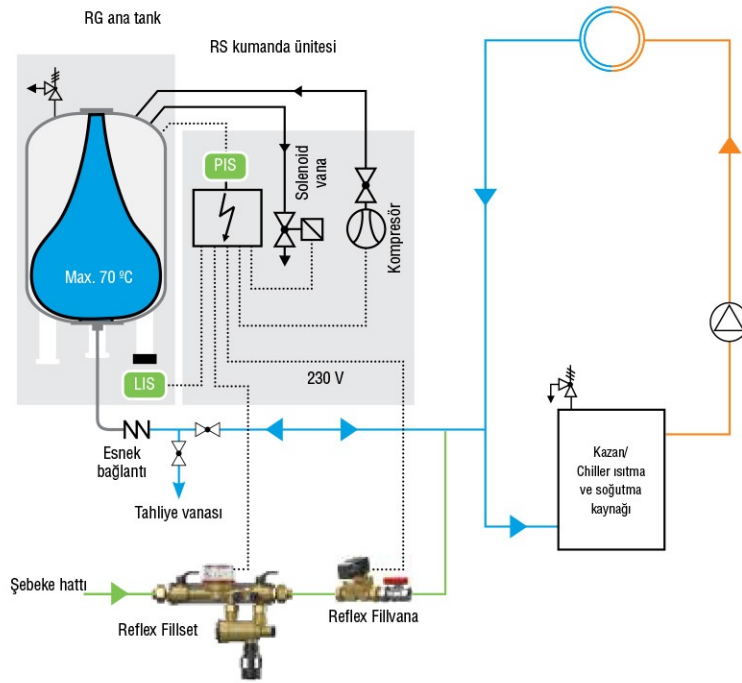 RG ana tank
RS kumanda ünitesi
PIS
Solenoid
vana
Kompresör
Max. 70 ºC
LIS
230 V
Esnek
bağlantı
Tahliye vanası
Kazan/
Chiller ısıtma
ve soğutma
kaynağı
Şebeke hattı
Reflex Fillset
Reflex Fillvana